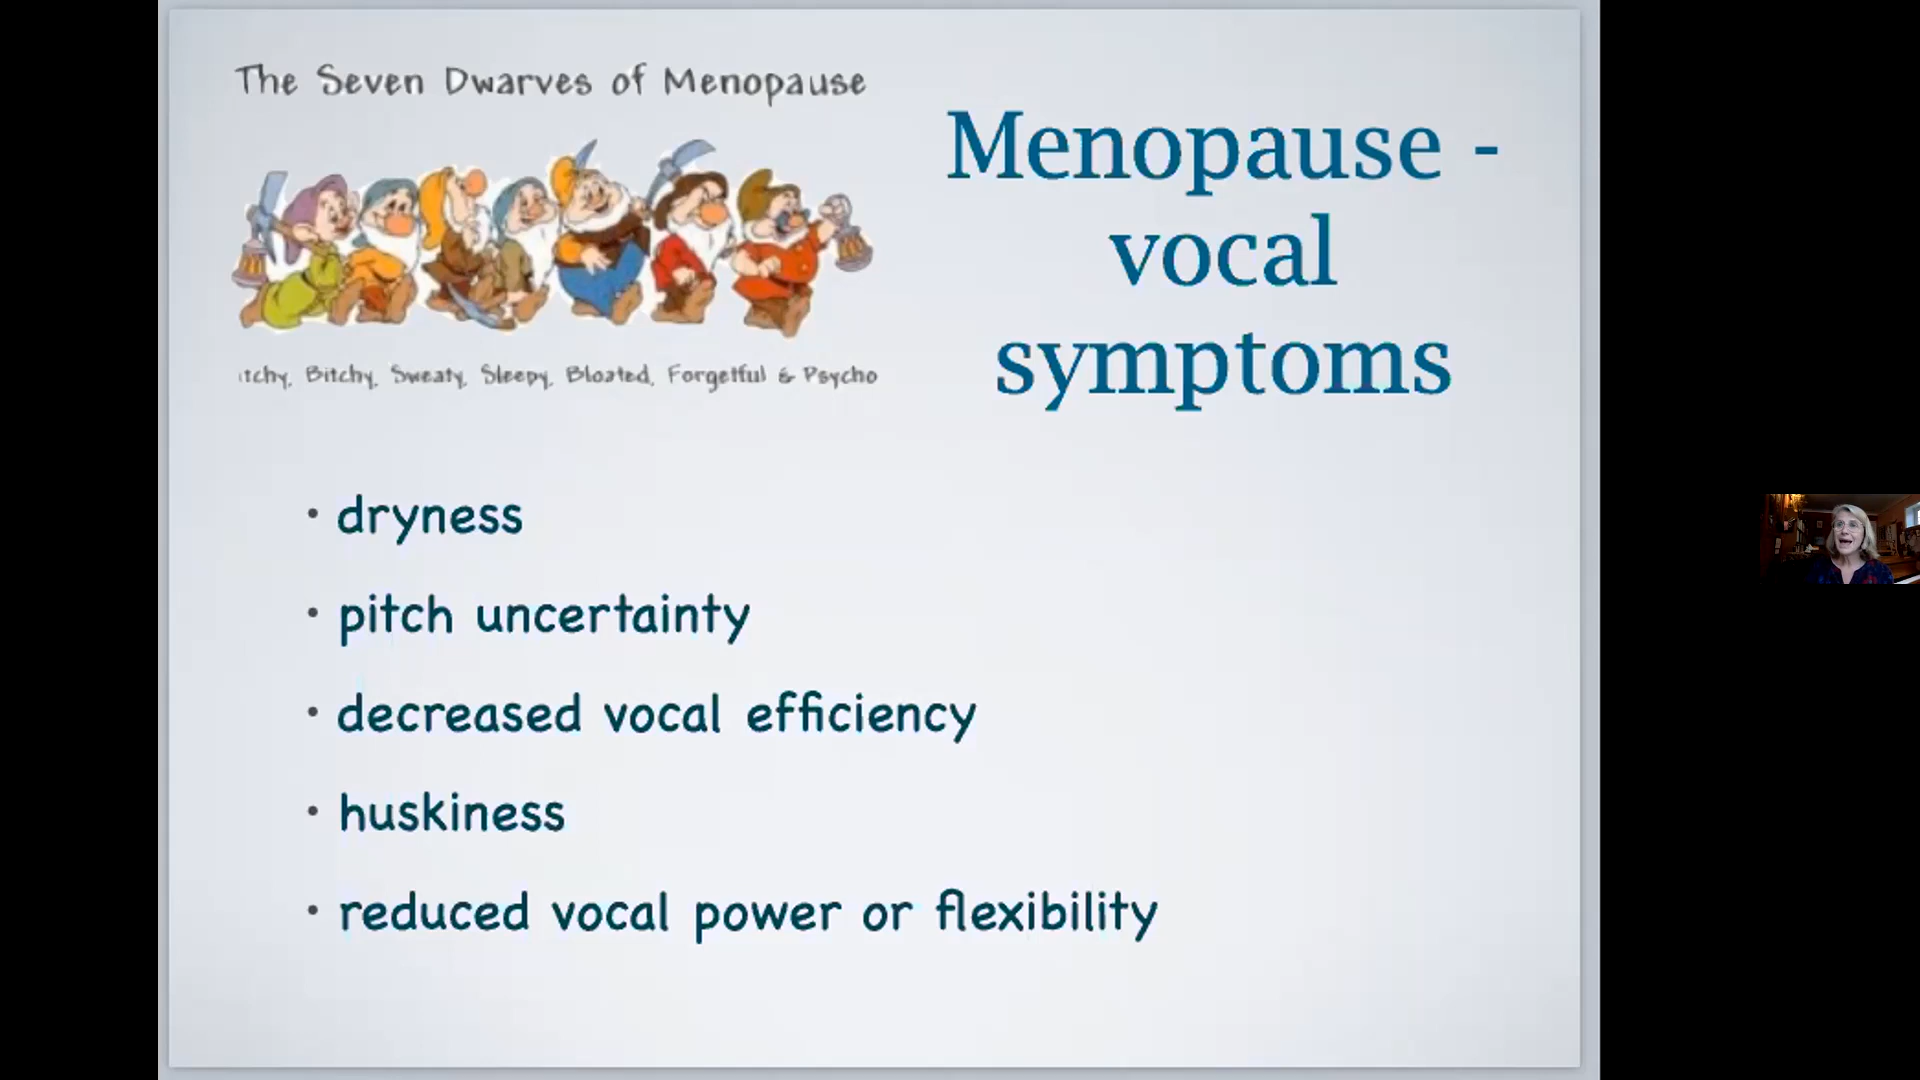 The Seven Dwarves of Menopause
itchy, Bitchy, Sweaty, Sleepy, Bloated, Forgetful & Psycho
Menopause -
vocal
symptoms
• dryness
• pitch uncertainty
• decreased vocal efficiency
• huskiness
• reduced vocal power or flexibility